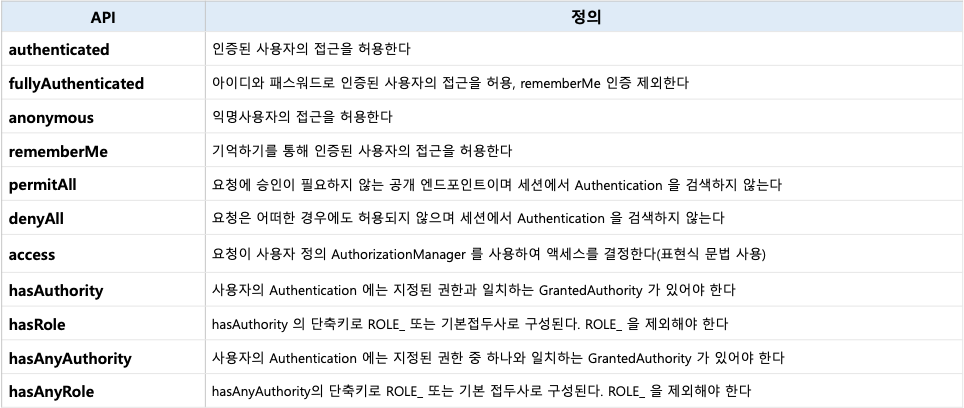 API 정의
authenticated 인증된 사용자의 접근을 허용한다
fullyAuthenticated 아이디와 패스워드로 인증된 사용자의 접근을 허용, rememberMe 인증 제외한다
anonymous 익명사용자의 접근을 허용한다
rememberMe 기억하기를 통해 인증된 사용자의 접근을 허용한다
permitAll 요청에 승인이 필요하지 않는 공개 엔드포인트이며 세션에서 Authentication 을 검색하지 않는다
denyAll 요청은 어떠한 경우에도 허용되지 않으며 세션에서 Authentication 을 검색하지 않는다
access 요청이 사용자 정의 AuthorizationManager 를 사용하여 액세스를 결정한다(표현식 문법 사용)
hasAuthority 사용자의 Authentication 에는 지정된 권한과 일치하는 GrantedAuthority 가 있어야 한다
hasRole hasAuthority 의 단축키로 ROLE_ 또는 기본접두사로 구성된다. ROLE_ 을 제외해야 한다
hasAnyAuthority 사용자의 Authentication 에는 지정된 권한 중 하나와 일치하는 GrantedAuthority 가 있어야 한다
hasAnyRole hasAnyAuthority의 단축키로 ROLE_ 또는 기본 접두사로 구성된다. ROLE_ 을 제외해야 한다